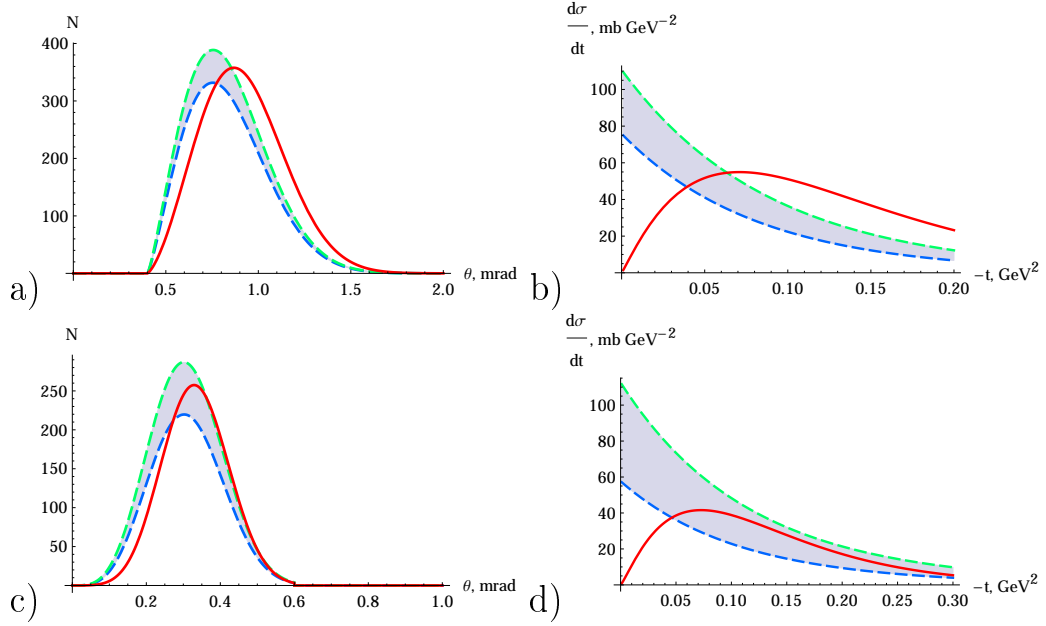 N
400
300
200
100
0.5
1.0
1.5
2.0
θ, mrad
a)
dσ
dt
, mb GeV⁻²
100
80
60
40
20
0.05
0.10
0.15
0.20
−t, GeV²
b)
N
250
200
150
100
50
0.2
0.4
0.6
0.8
1.0
θ, mrad
c)
dσ
dt
, mb GeV⁻²
100
80
60
40
20
0.05
0.10
0.15
0.20
0.25
0.30
−t, GeV²
d)